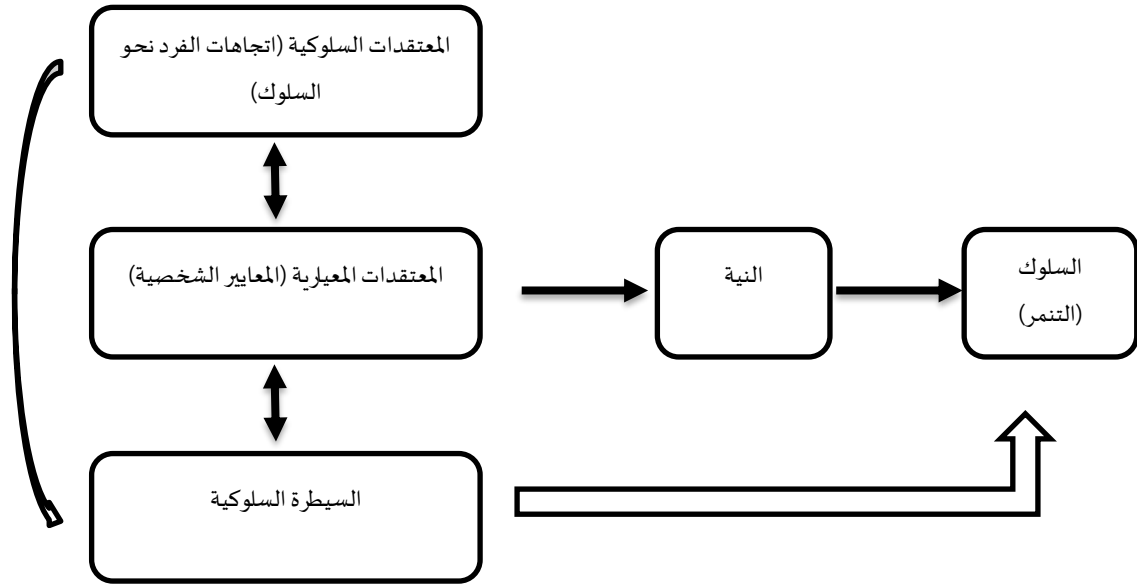 المعتقدات السلوكية (اتجاهات الفرد نحو
السلوك)
المعتقدات المعيارية (المعايير الشخصية)
النية
السلوك
(التنمر)
السيطرة السلوكية